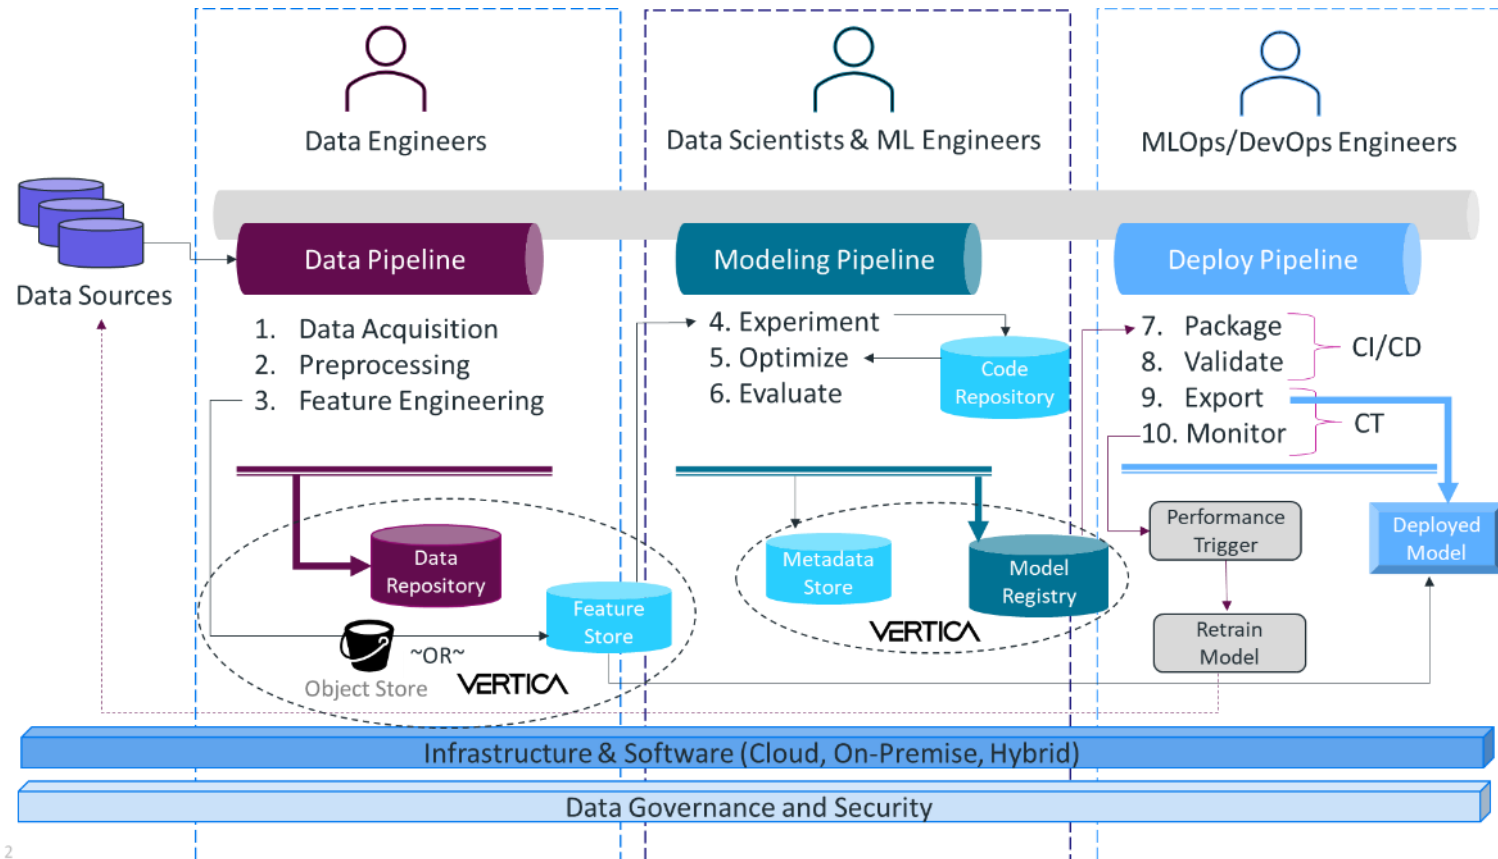 Data Engineers
Data Scientists & ML Engineers
MLOps/DevOps Engineers
Data Sources
Data Pipeline
1. Data Acquisition
2. Preprocessing
3. Feature Engineering
Data
Repository
Feature
Store
~OR~
Object Store
VERTICA
Modeling Pipeline
4. Experiment
5. Optimize
6. Evaluate
Code
Repository
Metadata
Store
Model
Registry
VERTICA
Deploy Pipeline
7. Package
8. Validate
9. Export
10. Monitor
CI/CD
CT
Performance
Trigger
Retrain
Model
Deployed
Model
Infrastructure & Software (Cloud, On-Premise, Hybrid)
Data Governance and Security
2